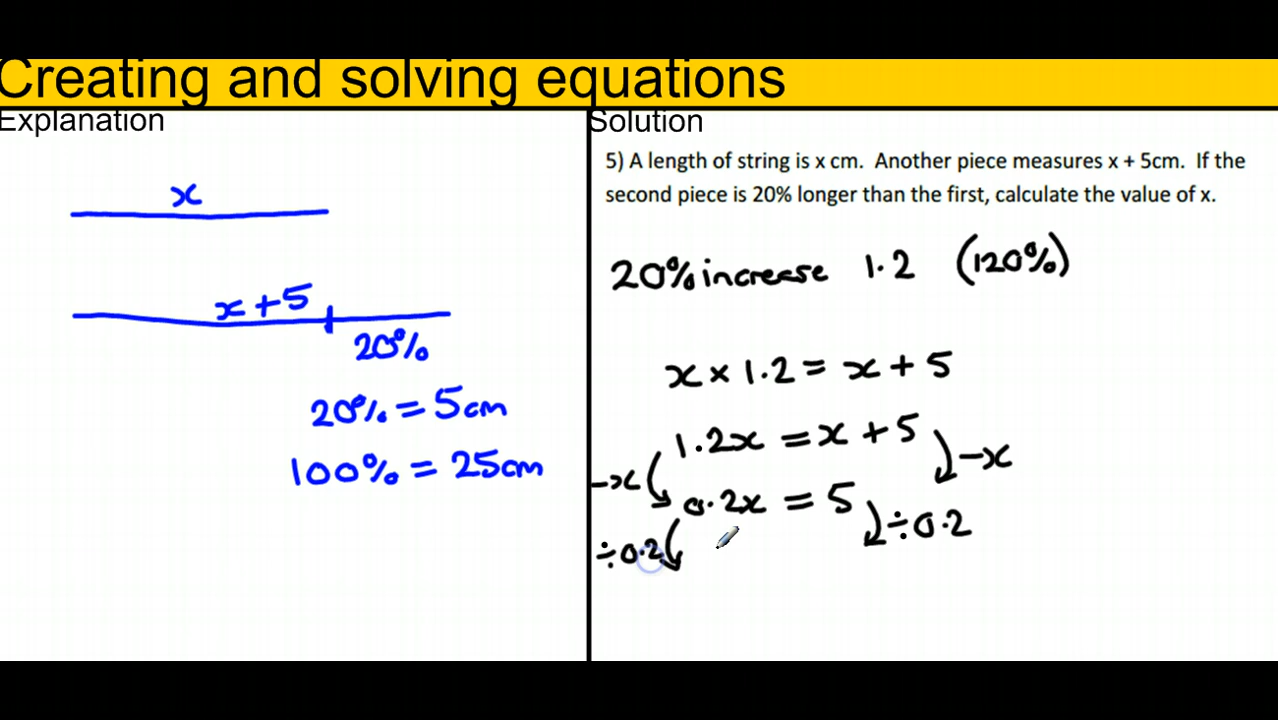 Creating and solving equations
Explanation
x
x + 5
20%
20% = 5cm
100% = 25cm
Solution
5) A length of string is x cm. Another piece measures x + 5cm. If the
second piece is 20% longer than the first, calculate the value of x.
20% increase 1.2 (120%)
x × 1.2 = x + 5
1.2x = x + 5
-x -x
0.2x = 5
÷0.2 ÷0.2